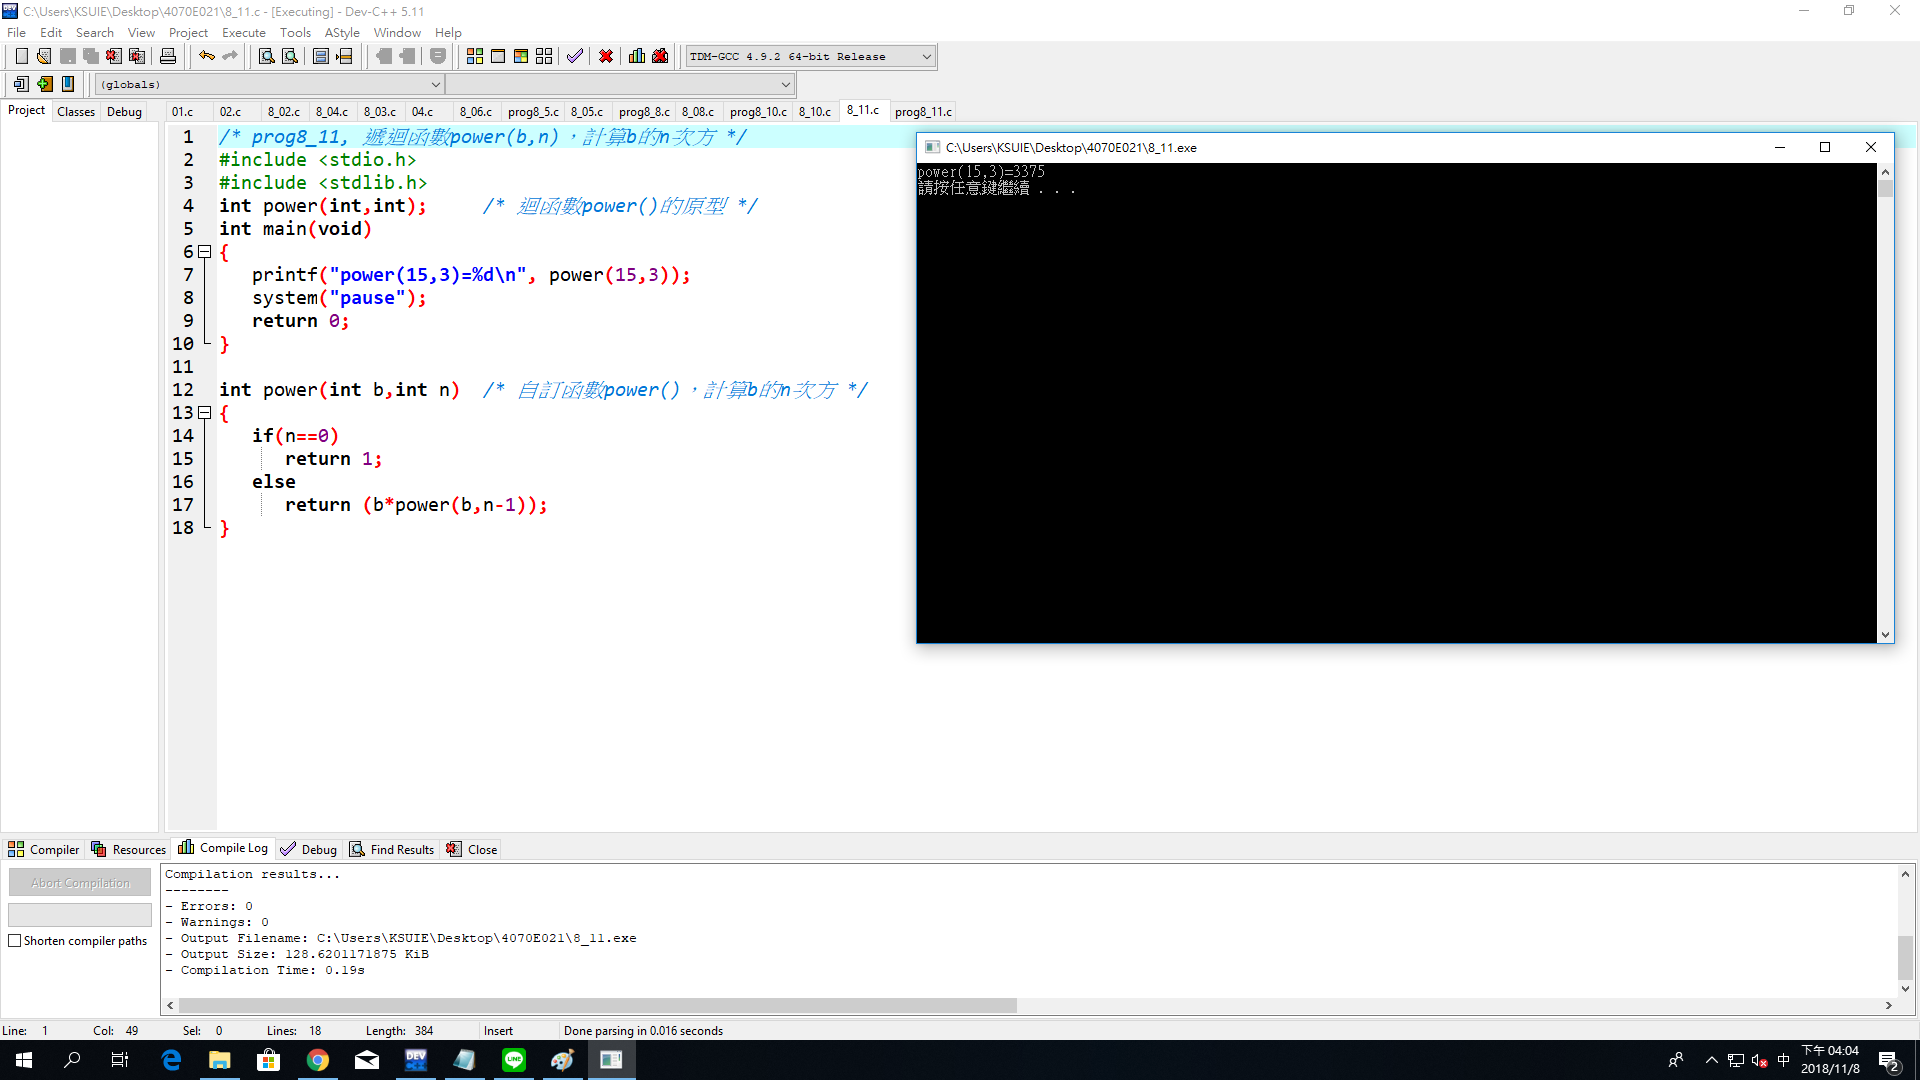 C:\Users\KSUIE\Desktop\4070E021\8_11.c - [Executing] - Dev-C++ 5.11
File Edit Search View Project Execute Tools AStyle Window Help
TDM-GCC 4.9.2 64-bit Release
(globals)
Project Classes Debug
01.c 02.c 8_02.c 8_04.c 8_03.c 04.c 8_06.c prog8_5.c 8_05.c prog8_8.c 8_08.c prog8_10.c 8_10.c 8_11.c prog8_11.c
1 /* prog8_11, 遞迴函數power(b,n),計算b的n次方 */
2 #include <stdio.h>
3 #include <stdlib.h>
4 int power(int,int); /* 迴函數power()的原型 */
5 int main(void)
6 {
7 printf("power(15,3)=%d\n", power(15,3));
8 system("pause");
9 return 0;
10 }
11
12 int power(int b,int n) /* 自訂函數power(),計算b的n次方 */
13 {
14 if(n==0)
15 return 1;
16 else
17 return (b*power(b,n-1));
18 }
C:\Users\KSUIE\Desktop\4070E021\8_11.exe
power(15,3)=3375
請按任意鍵繼續 . . .
Compiler Resources Compile Log Debug Find Results Close
Abort Compilation
Shorten compiler paths
Compilation results...
--------
- Errors: 0
- Warnings: 0
- Output Filename: C:\Users\KSUIE\Desktop\4070E021\8_11.exe
- Output Size: 128.6201171875 KiB
- Compilation Time: 0.19s
Line: 1 Col: 49 Sel: 0 Lines: 18 Length: 384 Insert Done parsing in 0.016 seconds
DEV
LINE
中
下午 04:04
2018/11/8
2